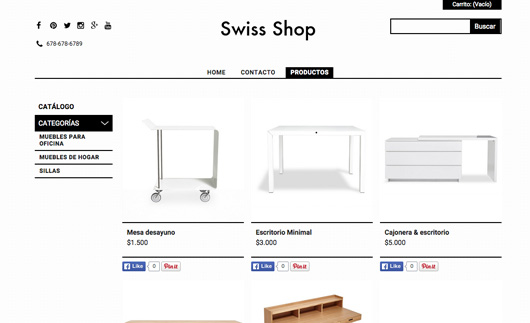 Carrito: (Vacío)
Swiss Shop
Buscar
678-678-6789
HOME CONTACTO PRODUCTOS
CATÁLOGO
CATEGORÍAS
MUEBLES PARA
OFICINA
MUEBLES DE HOGAR
SILLAS
Mesa desayuno
$1.500
Escritorio Minimal
$3.000
Cajonera & escritorio
$5.000
Like 0 Pin it Like 0 Pin it Like 0 Pin it